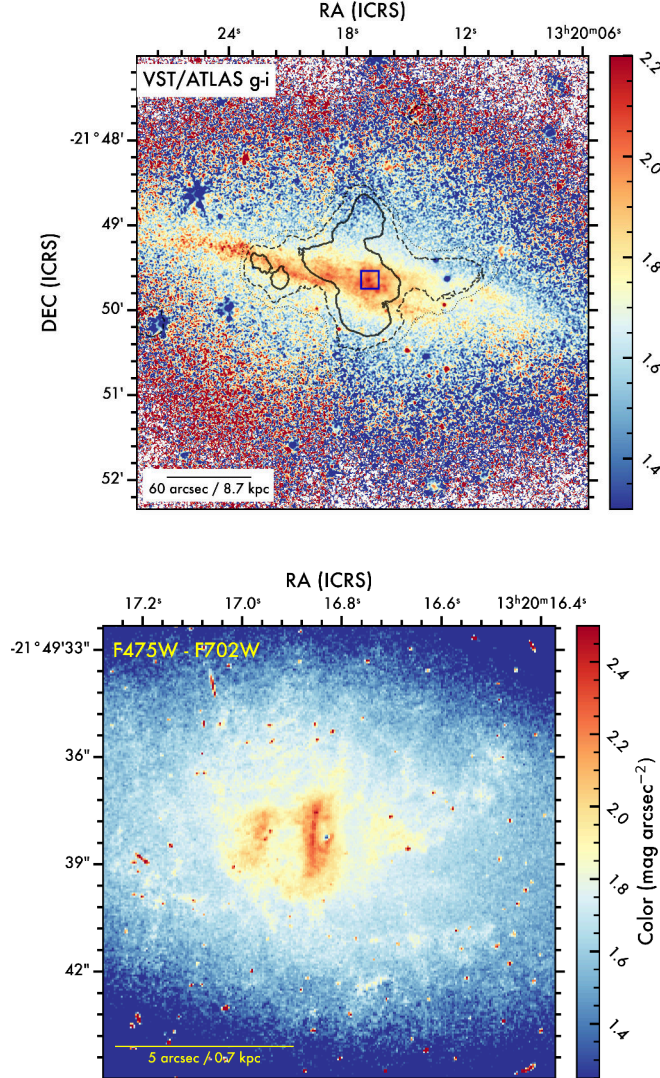 RA (ICRS)
24ˢ 18ˢ 12ˢ 13ʰ20ᵐ06ˢ
VST/ATLAS g-i
2.2
-21°48'
2.0
49'
DEC (ICRS)
50'
1.8
51'
1.6
52'
1.4
60 arcsec / 8.7 kpc
RA (ICRS)
17.2ˢ 17.0ˢ 16.8ˢ 16.6ˢ 13ʰ20ᵐ16.4ˢ
-21°49'33"
F475W - F702W
2.4
36"
2.2
2.0
39"
1.8
Color (mag arcsec⁻²)
42"
1.6
1.4
5 arcsec / 0.7 kpc